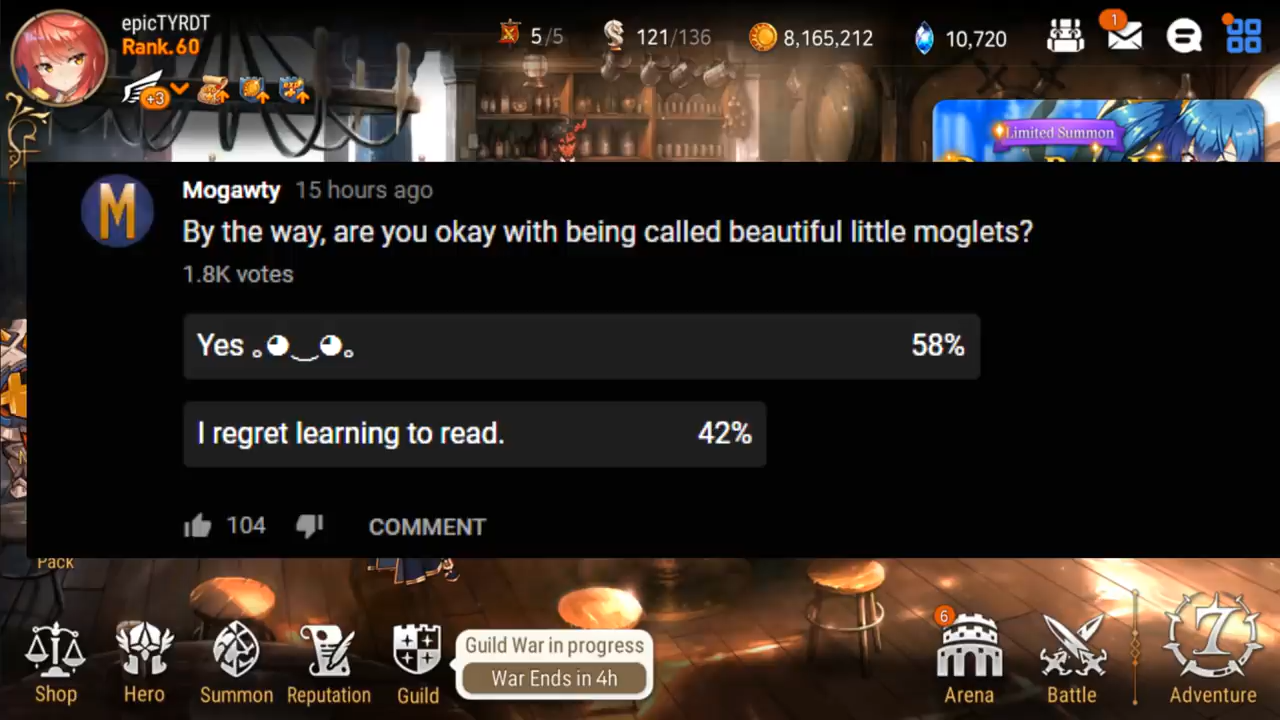 epicTYRDT
Rank.60
+3
5/5
121/136
8,165,212
10,720
1
Limited Summon
M
Mogawty 15 hours ago
By the way, are you okay with being called beautiful little moglets?
1.8K votes
Yes 。◕‿◕。 58%
I regret learning to read. 42%
104 COMMENT
Pack
Guild War in progress
War Ends in 4h
6
7
Shop
Hero
Summon
Reputation
Guild
Arena
Battle
Adventure